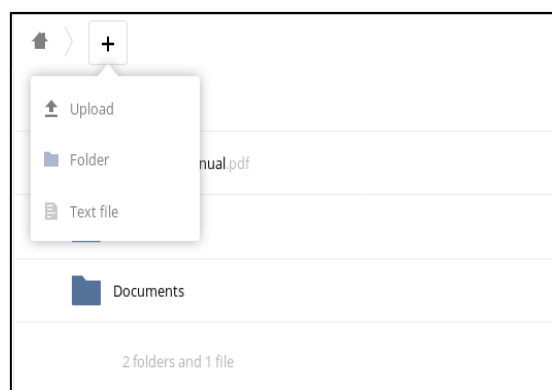 +
Upload
Folder
nual.pdf
Text file
Documents
2 folders and 1 file